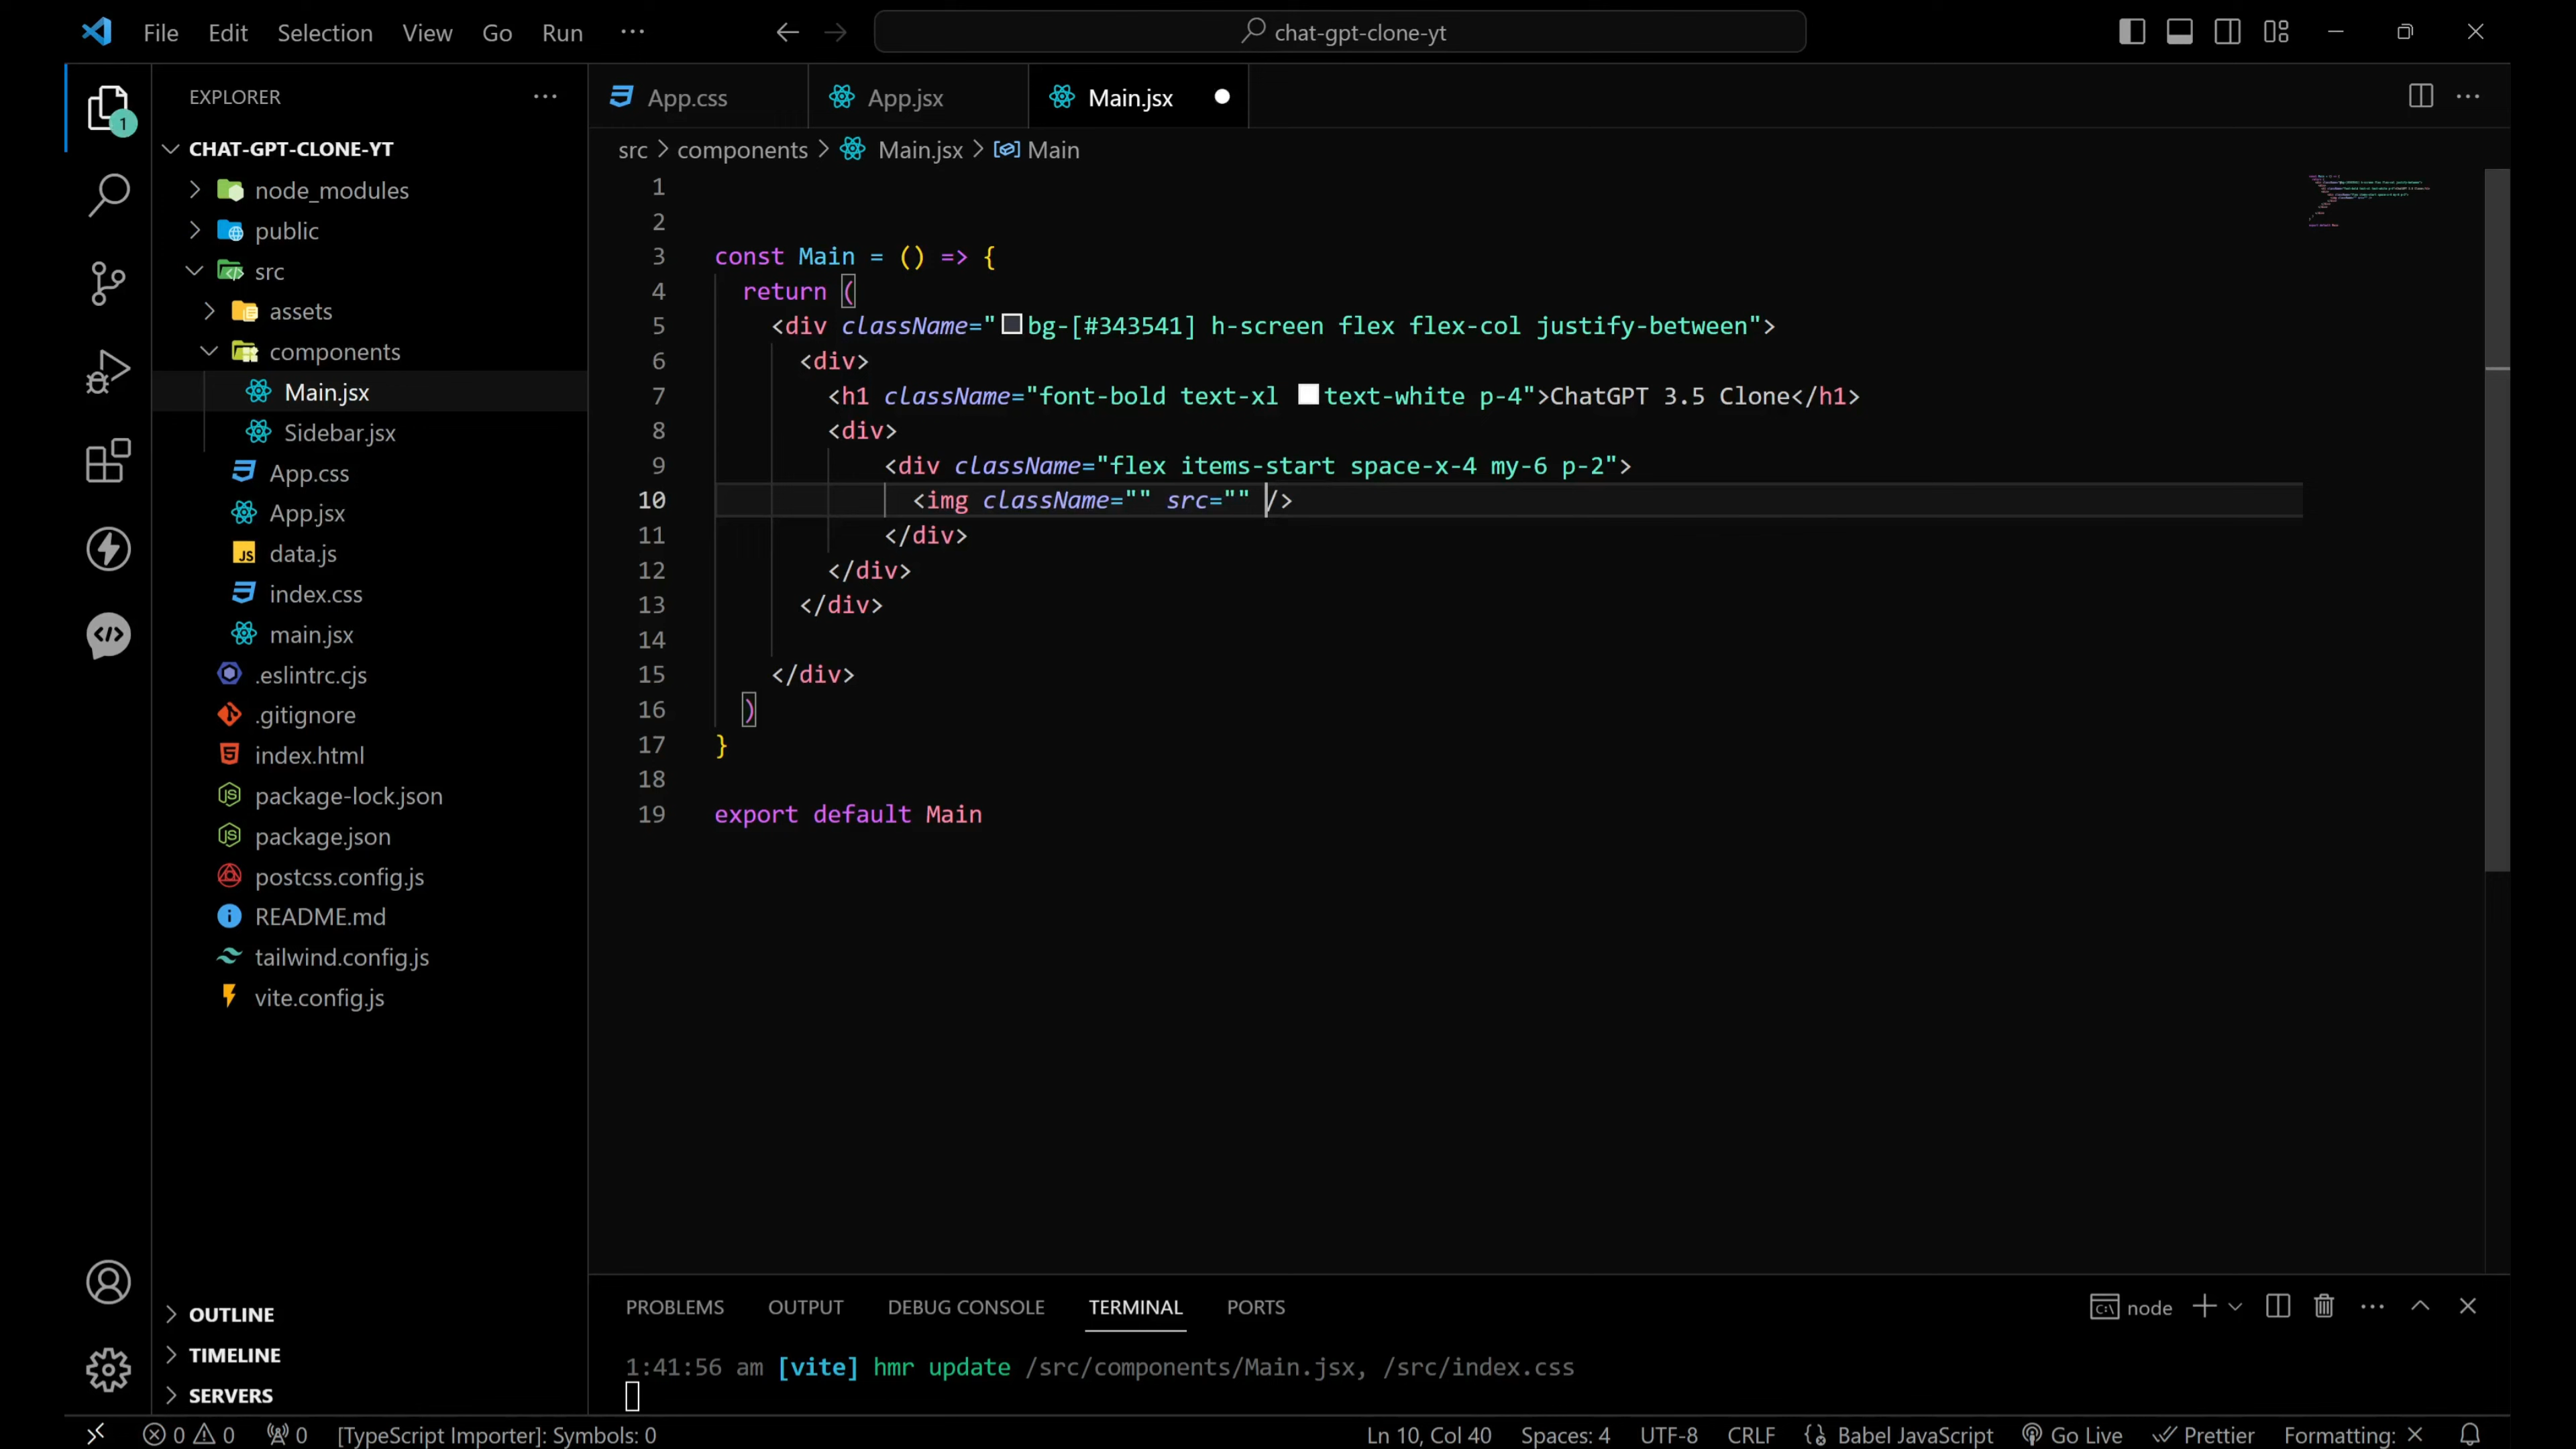 File Edit Selection View Go Run ··· chat-gpt-clone-yt
EXPLORER ···
1
CHAT-GPT-CLONE-YT
node_modules
public
src
assets
components
Main.jsx
Sidebar.jsx
App.css
App.jsx
data.js
index.css
main.jsx
.eslintrc.cjs
.gitignore
index.html
package-lock.json
package.json
postcss.config.js
README.md
tailwind.config.js
vite.config.js
OUTLINE
TIMELINE
SERVERS
App.css App.jsx Main.jsx
src > components > Main.jsx > Main
1
2
3 const Main = () => {
4 return (
5 <div className="bg-[#343541] h-screen flex flex-col justify-between">
6 <div>
7 <h1 className="font-bold text-xl text-white p-4">ChatGPT 3.5 Clone</h1>
8 <div>
9 <div className="flex items-start space-x-4 my-6 p-2">
10 <img className="" src="" />
11 </div>
12 </div>
13 </div>
14
15 </div>
16 )
17 }
18
19 export default Main
PROBLEMS OUTPUT DEBUG CONSOLE TERMINAL PORTS node
1:41:56 am [vite] hmr update /src/components/Main.jsx, /src/index.css
0 0 0 [TypeScript Importer]: Symbols: 0 Ln 10, Col 40 Spaces: 4 UTF-8 CRLF Babel JavaScript Go Live Prettier Formatting: ×